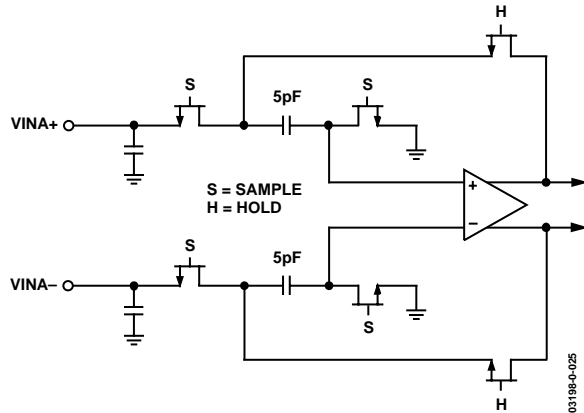 H
S
5pF
S
VINA+
S = SAMPLE
H = HOLD
+
−
S
5pF
VINA−
S
H
03198-0-025